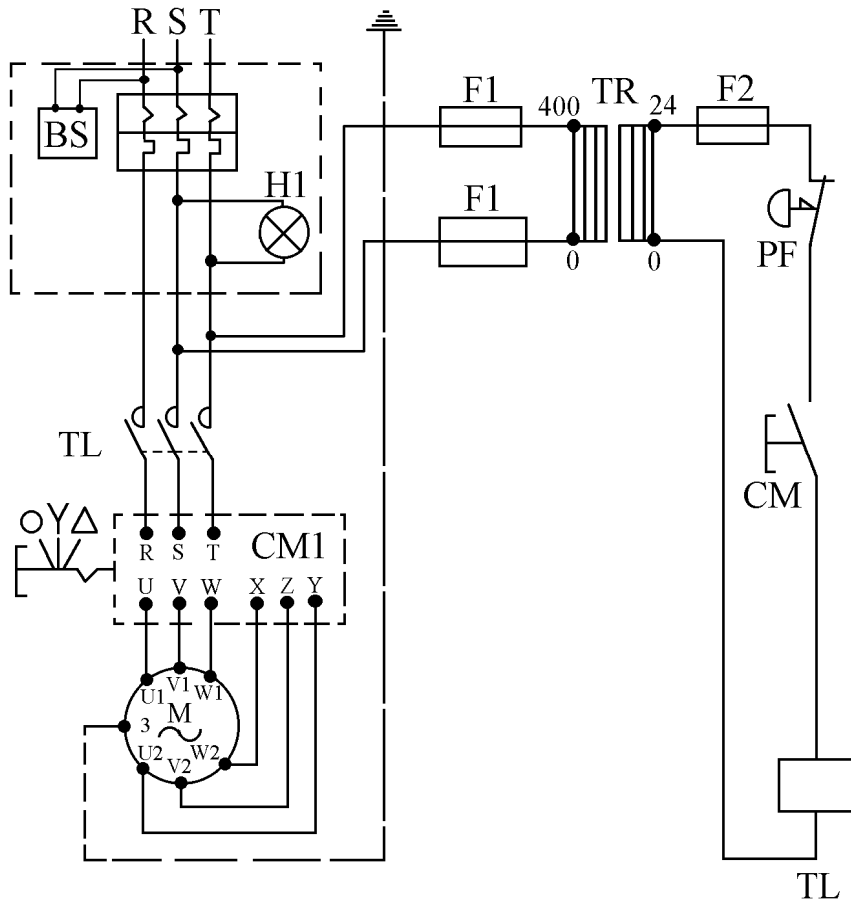 R S T
BS
H1
F1
400 TR 24
F2
F1
0 0
PF
TL
CM
R S T CM1
U V W X Z Y
U1 V1 W1
3 M
U2 V2 W2
TL